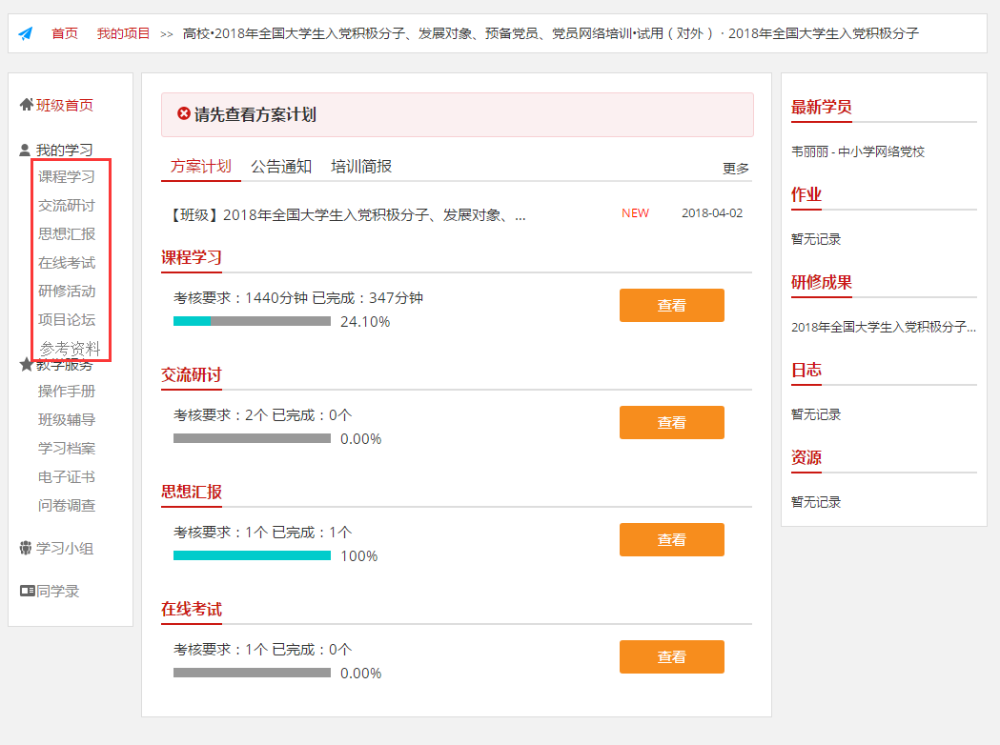 首页 我的项目 >> 高校•2018年全国大学生入党积极分子、发展对象、预备党员、党员网络培训•试用（对外） · 2018年全国大学生入党积极分子
班级首页
我的学习
课程学习
交流研讨
思想汇报
在线考试
研修活动
项目论坛
参考资料
教学服务
操作手册
班级辅导
学习档案
电子证书
问卷调查
学习小组
同学录
请先查看方案计划
方案计划 公告通知 培训简报 更多
【班级】2018年全国大学生入党积极分子、发展对象、... NEW 2018-04-02
课程学习
考核要求：1440分钟 已完成：347分钟
24.10%
查看
交流研讨
考核要求：2个 已完成：0个
0.00%
查看
思想汇报
考核要求：1个 已完成：1个
100%
查看
在线考试
考核要求：1个 已完成：0个
0.00%
查看
最新学员
韦丽丽 - 中小学网络党校
作业
暂无记录
研修成果
2018年全国大学生入党积极分子...
日志
暂无记录
资源
暂无记录